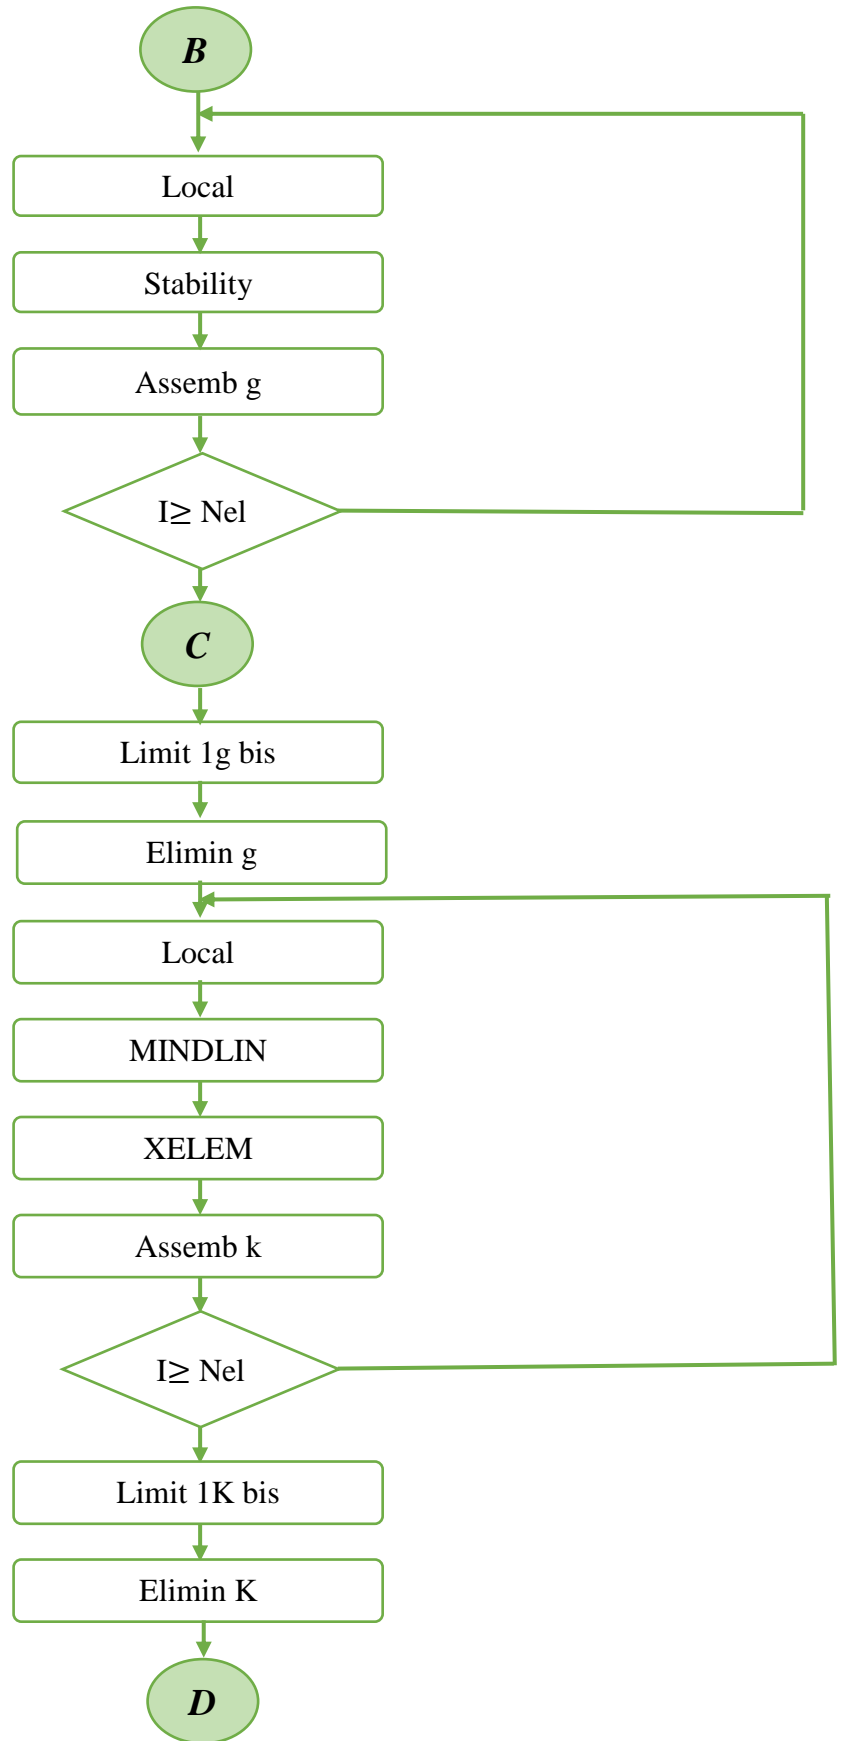 B
Local
Stability
Assemb g
I≥ Nel
C
Limit 1g bis
Elimin g
Local
MINDLIN
XELEM
Assemb k
I≥ Nel
Limit 1K bis
Elimin K
D